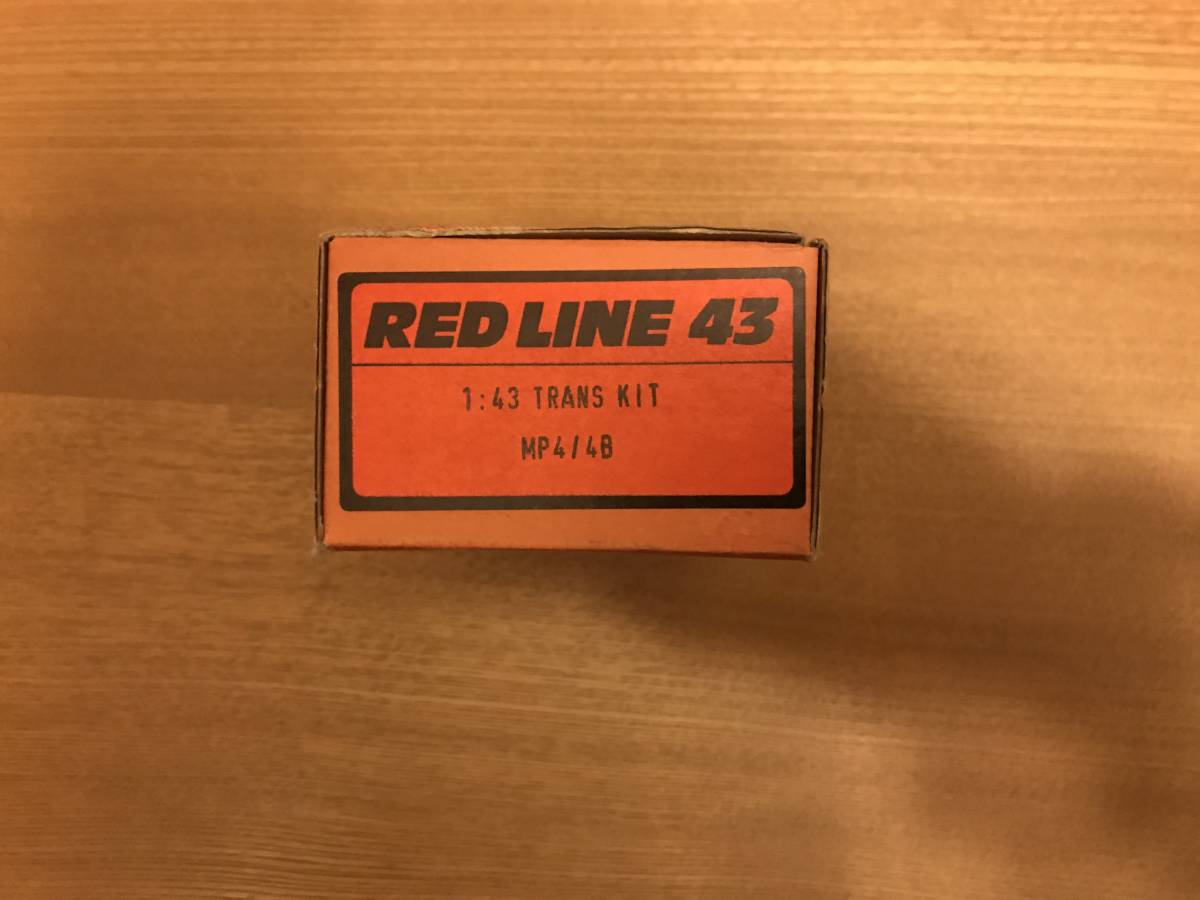 RED LINE 43
1:43 TRANS KIT
MP4/4B